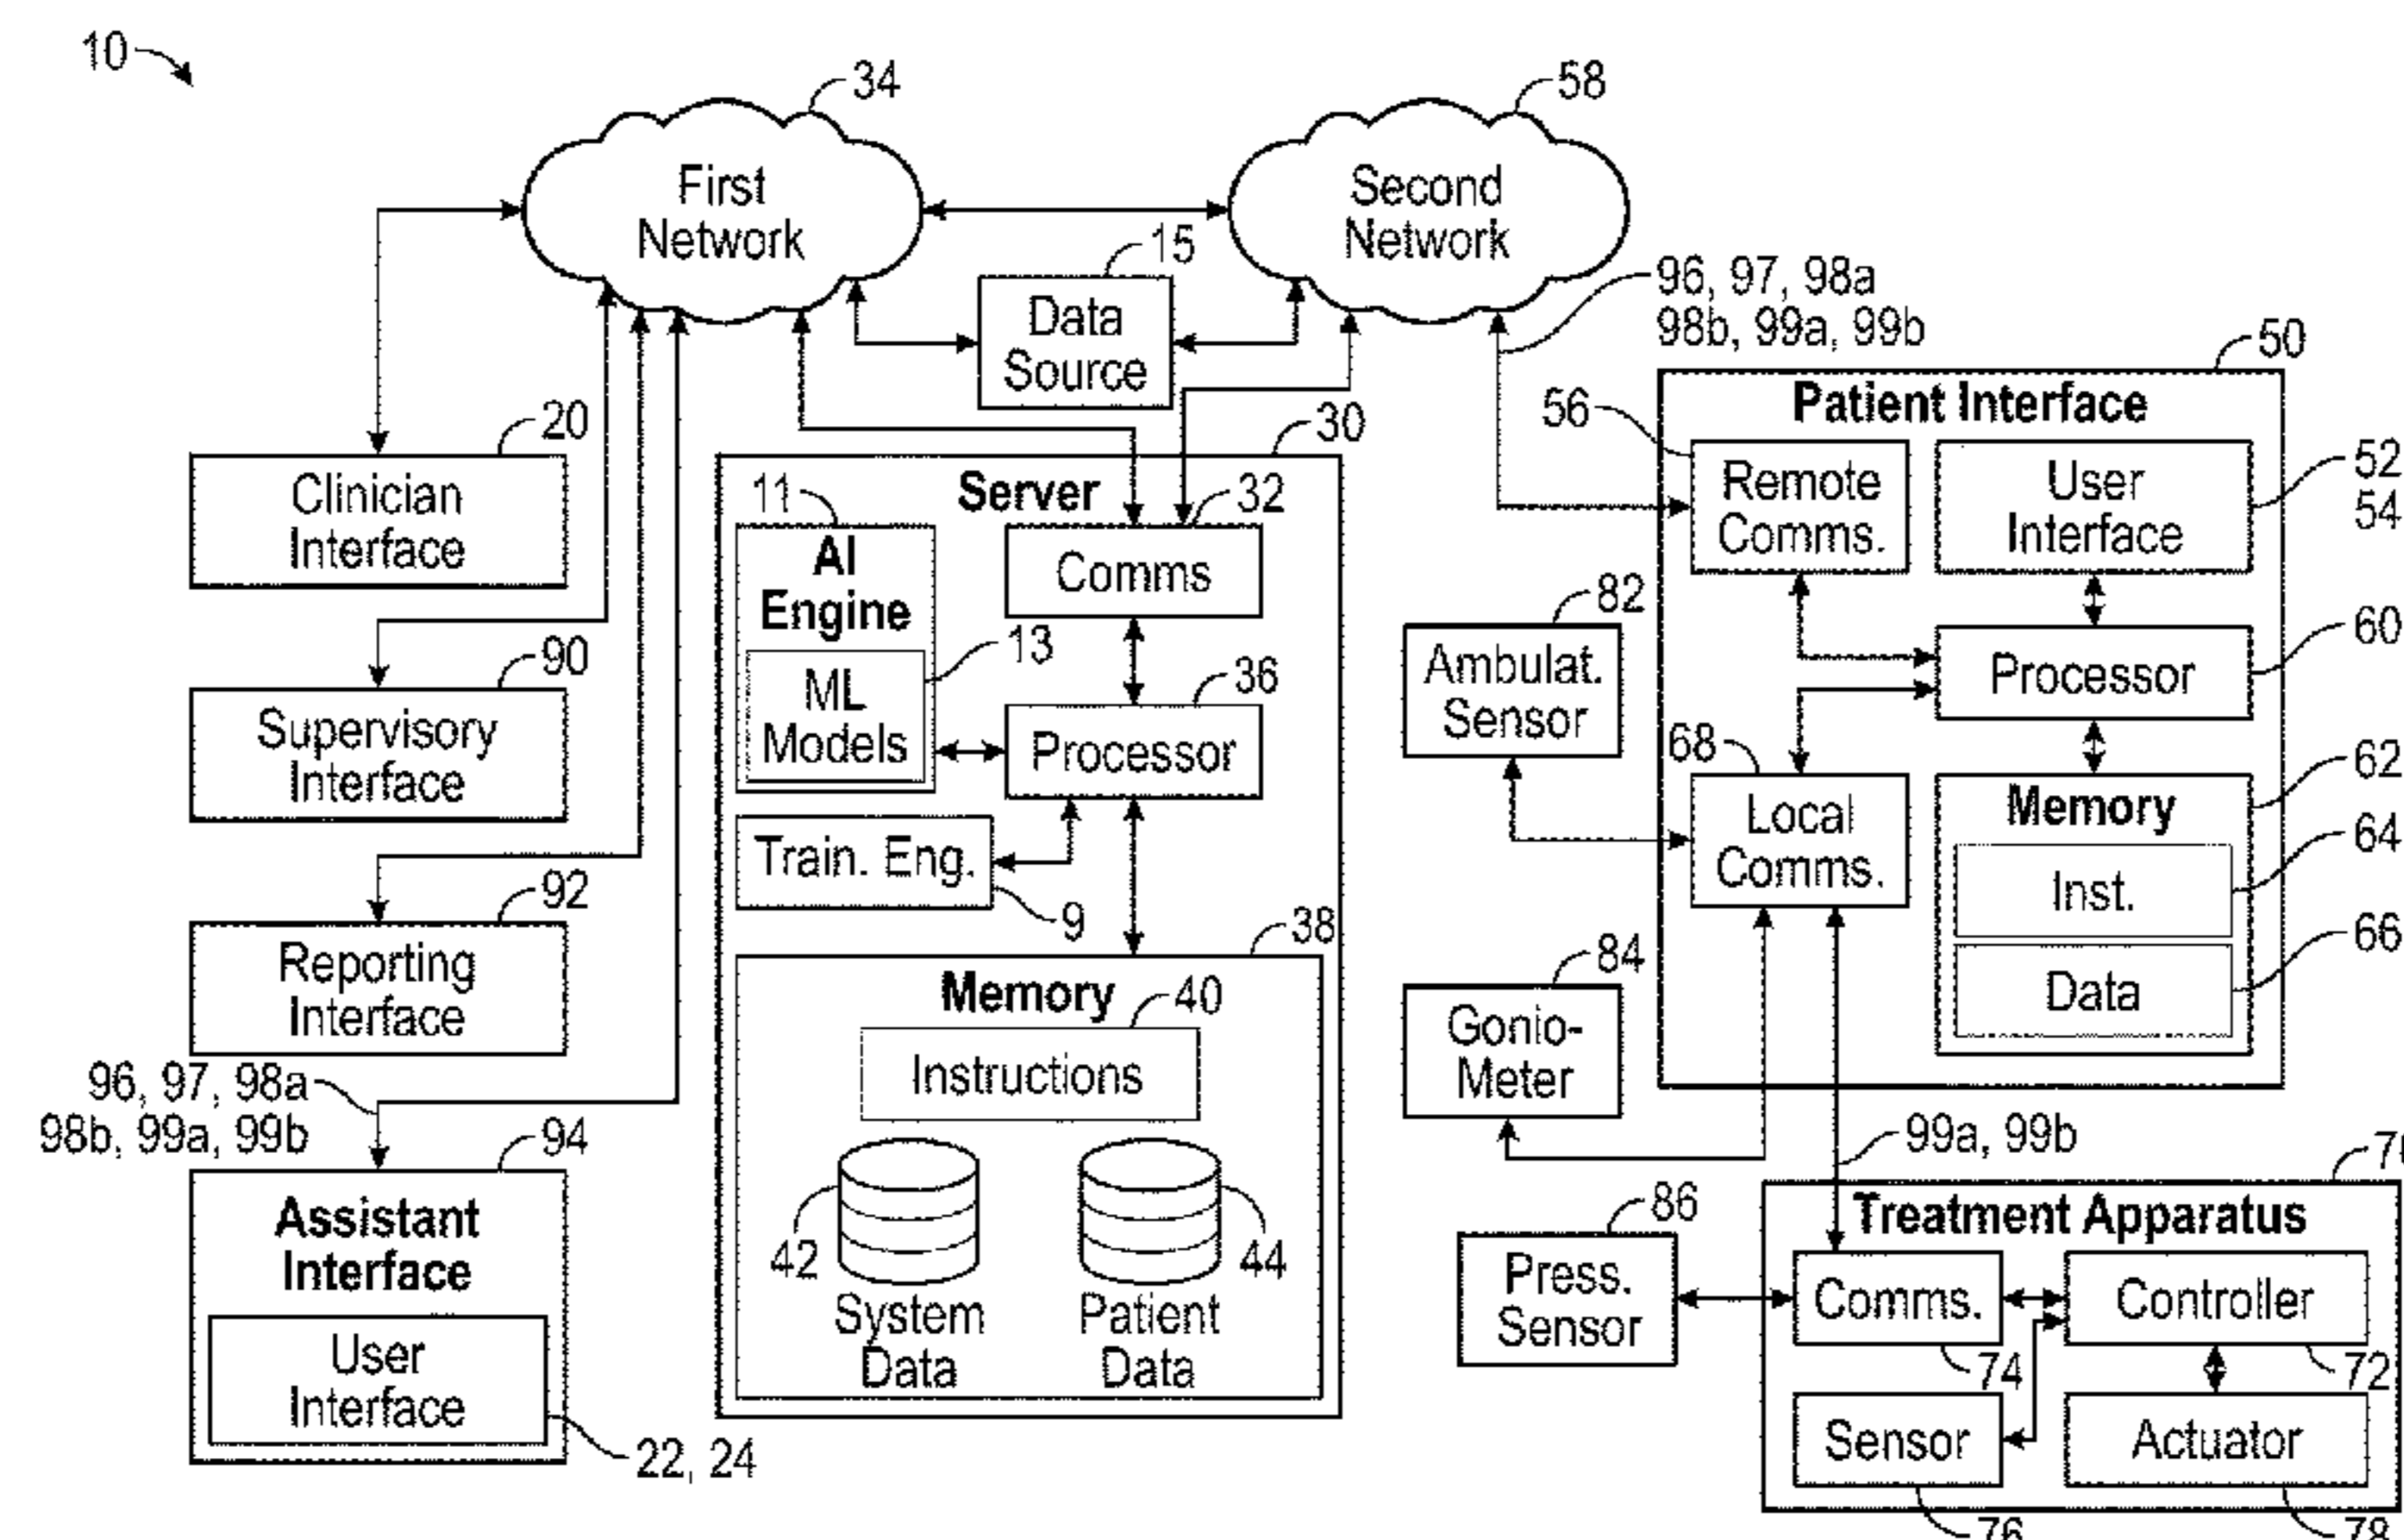 10
34
First
Network
58
Second
Network
15
Data
Source
96, 97, 98a
98b, 99a, 99b
20
Clinician
Interface
90
Supervisory
Interface
92
Reporting
Interface
96, 97, 98a
98b, 99a, 99b
94
Assistant
Interface
User
Interface
22, 24
30
Server
11
AI
Engine
13
ML
Models
32
Comms
36
Processor
Train. Eng.
9
38
Memory
40
Instructions
42
System
Data
44
Patient
Data
50
Patient Interface
56
Remote
Comms.
User
Interface
52
54
60
Processor
68
Local
Comms.
62
Memory
64
Inst.
66
Data
82
Ambulat.
Sensor
84
Gonio-
Meter
99a, 99b
86
Press.
Sensor
Treatment Apparatus
Comms.
74
Controller
72
Sensor
76
Actuator
78